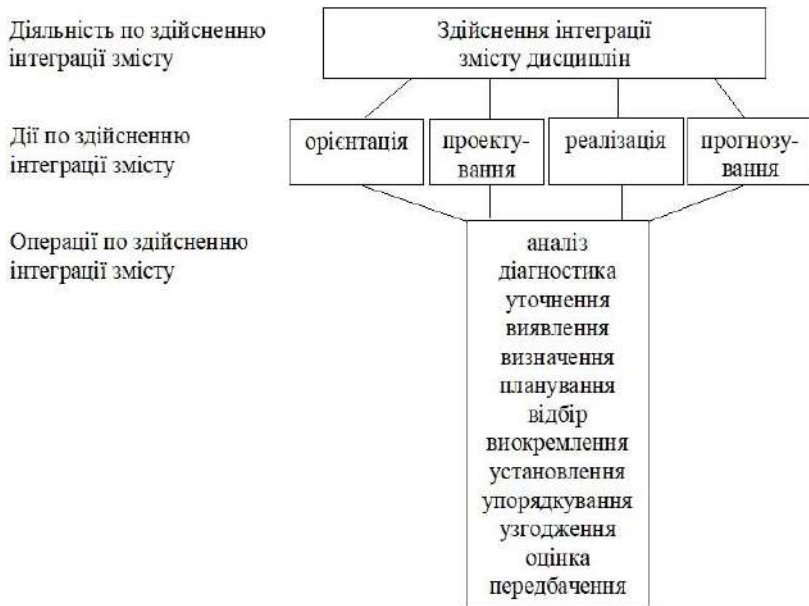 Діяльність по здійсненню
інтеграції змісту
Здійснення інтеграції
змісту дисциплін
Дії по здійсненню
інтеграції змісту
орієнтація
проекту-
вання
реалізація
прогнозу-
вання
Операції по здійсненню
інтеграції змісту
аналіз
діагностика
уточнення
виявлення
визначення
планування
відбір
виокремлення
установлення
упорядкування
узгодження
оцінка
передбачення